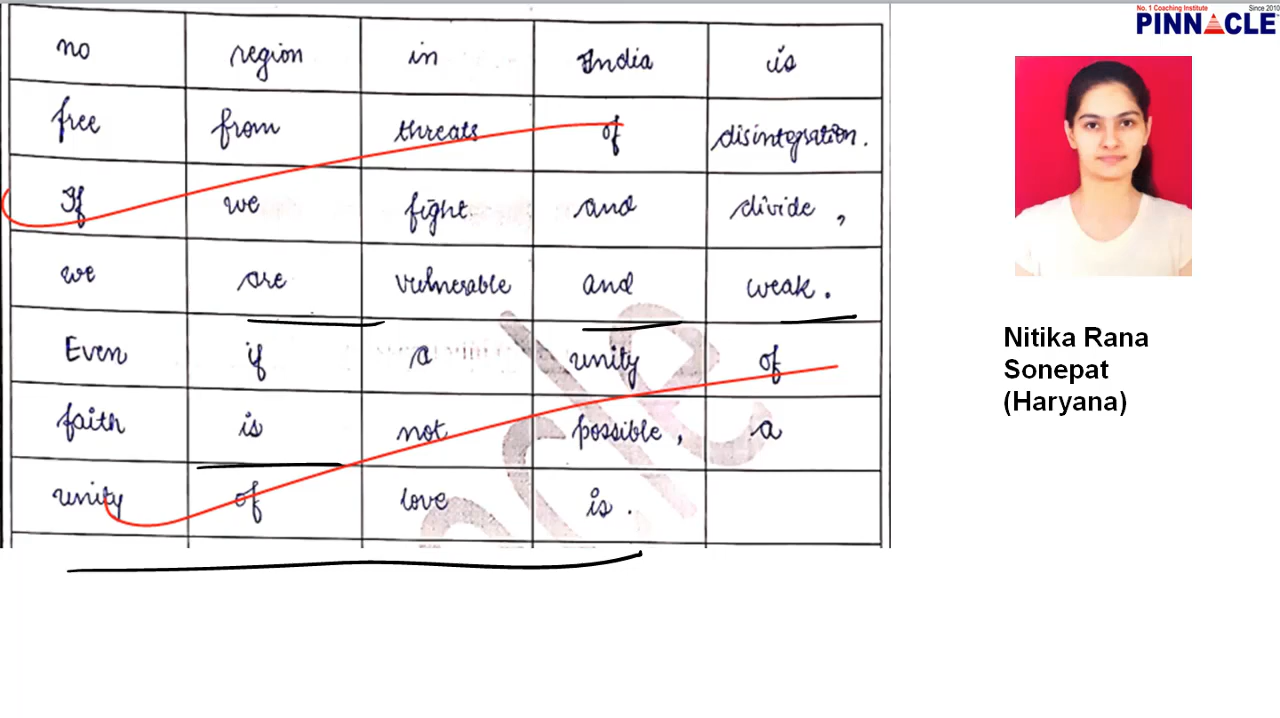 No. 1 Coaching Institute Since 2010
PINNACLE
no region in India is
free from threats of disintegration.
If we fight and divide,
we are vulnerable and weak.
Even if a unity of
faith is not possible, a
unity of love is.
Nitika Rana
Sonepat
(Haryana)